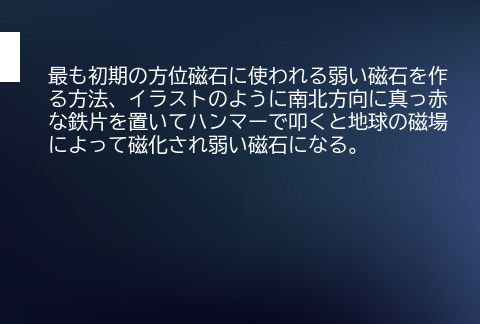 最も初期の方位磁石に使われる弱い磁石を作
る方法、イラストのように南北方向に真っ赤
な鉄片を置いてハンマーで叩くと地球の磁場
によって磁化され弱い磁石になる。